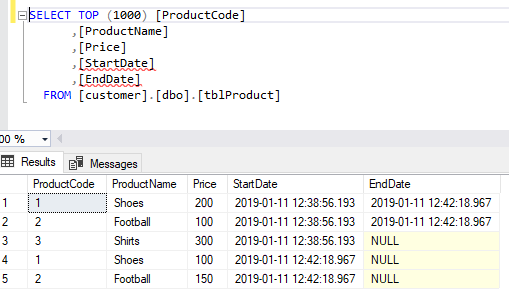 SELECT TOP (1000) [ProductCode]
,[ProductName]
,[Price]
,[StartDate]
,[EndDate]
FROM [customer].[dbo].[tblProduct]
00 %
Results Messages
ProductCode ProductName Price StartDate EndDate
1 1 Shoes 200 2019-01-11 12:38:56.193 2019-01-11 12:42:18.967
2 2 Football 100 2019-01-11 12:38:56.193 2019-01-11 12:42:18.967
3 3 Shirts 300 2019-01-11 12:38:56.193 NULL
4 1 Shoes 100 2019-01-11 12:42:18.967 NULL
5 2 Football 150 2019-01-11 12:42:18.967 NULL